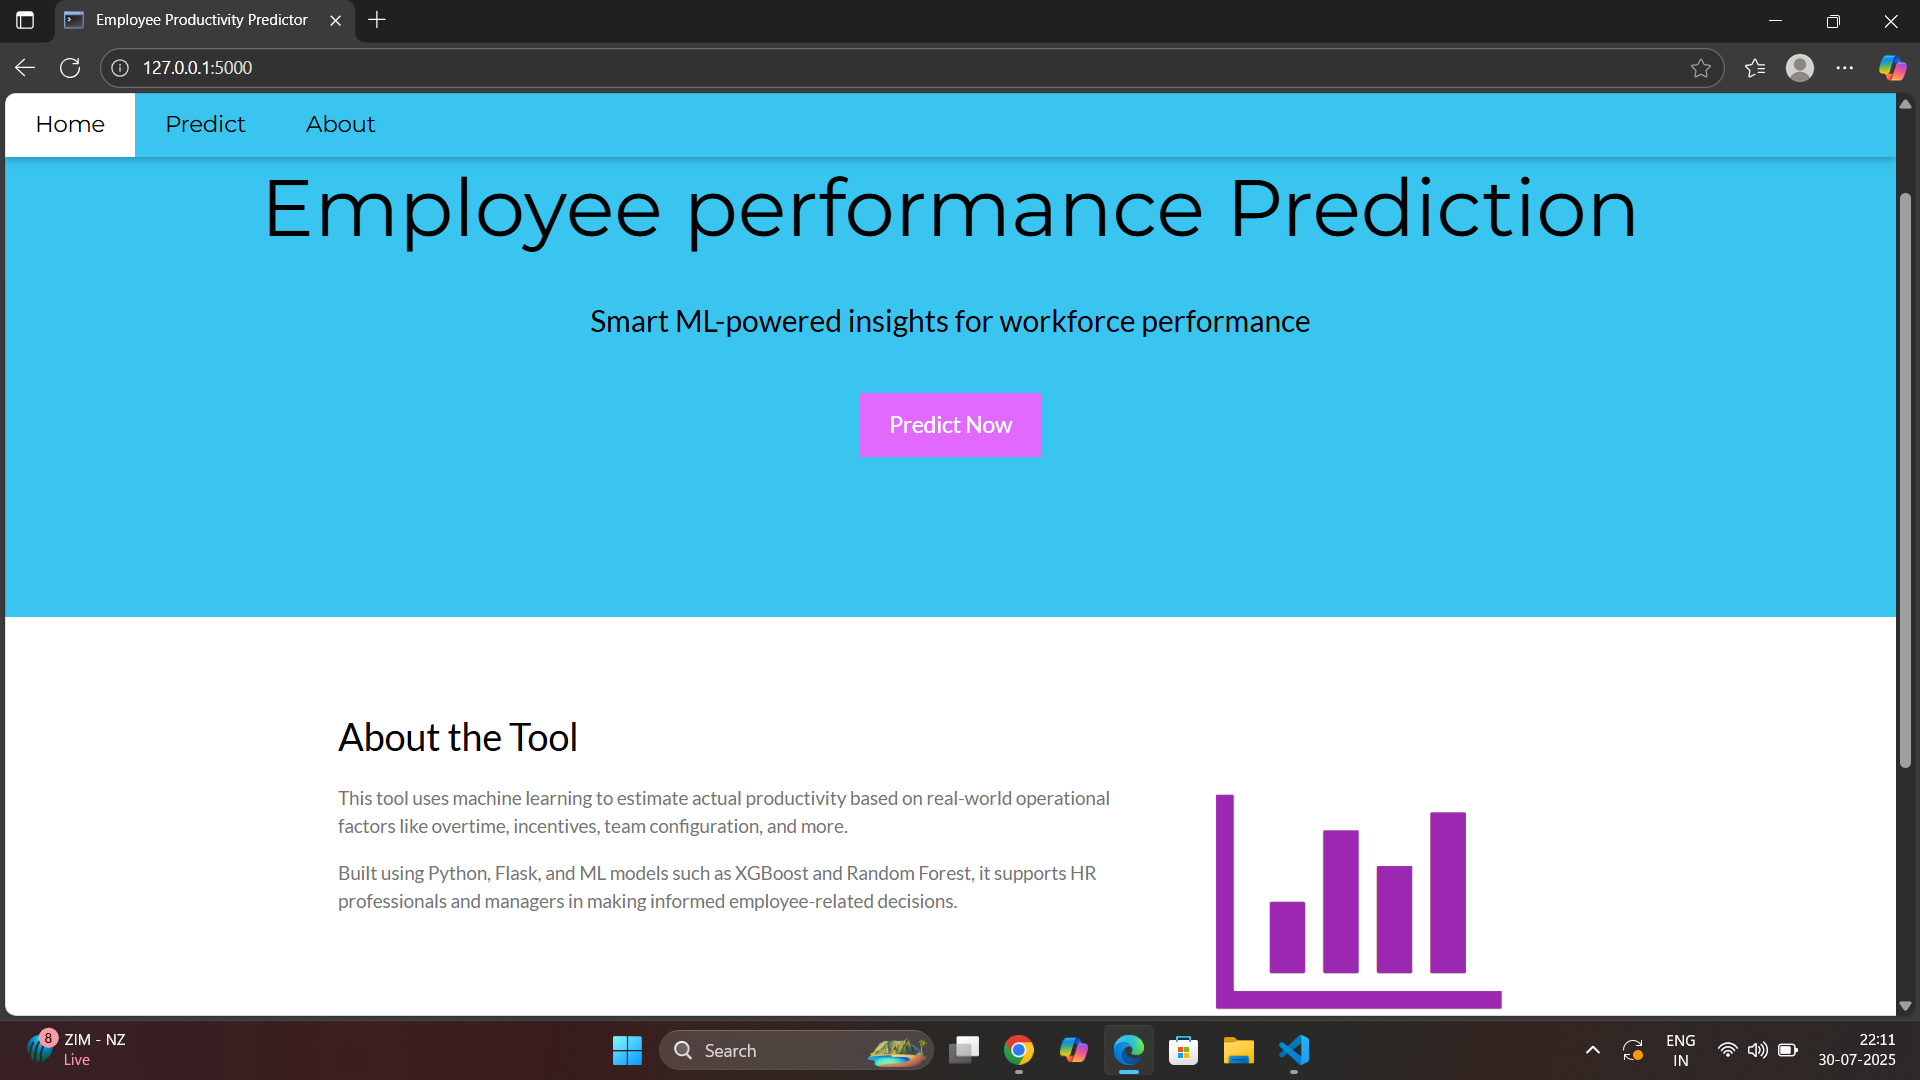 Employee Productivity Predictor
127.0.0.1:5000
Home Predict About
Employee performance Prediction
Smart ML-powered insights for workforce performance
Predict Now
About the Tool
This tool uses machine learning to estimate actual productivity based on real-world operational
factors like overtime, incentives, team configuration, and more.
Built using Python, Flask, and ML models such as XGBoost and Random Forest, it supports HR
professionals and managers in making informed employee-related decisions.
8
ZIM - NZ
Live
Search
ENG
IN
22:11
30-07-2025